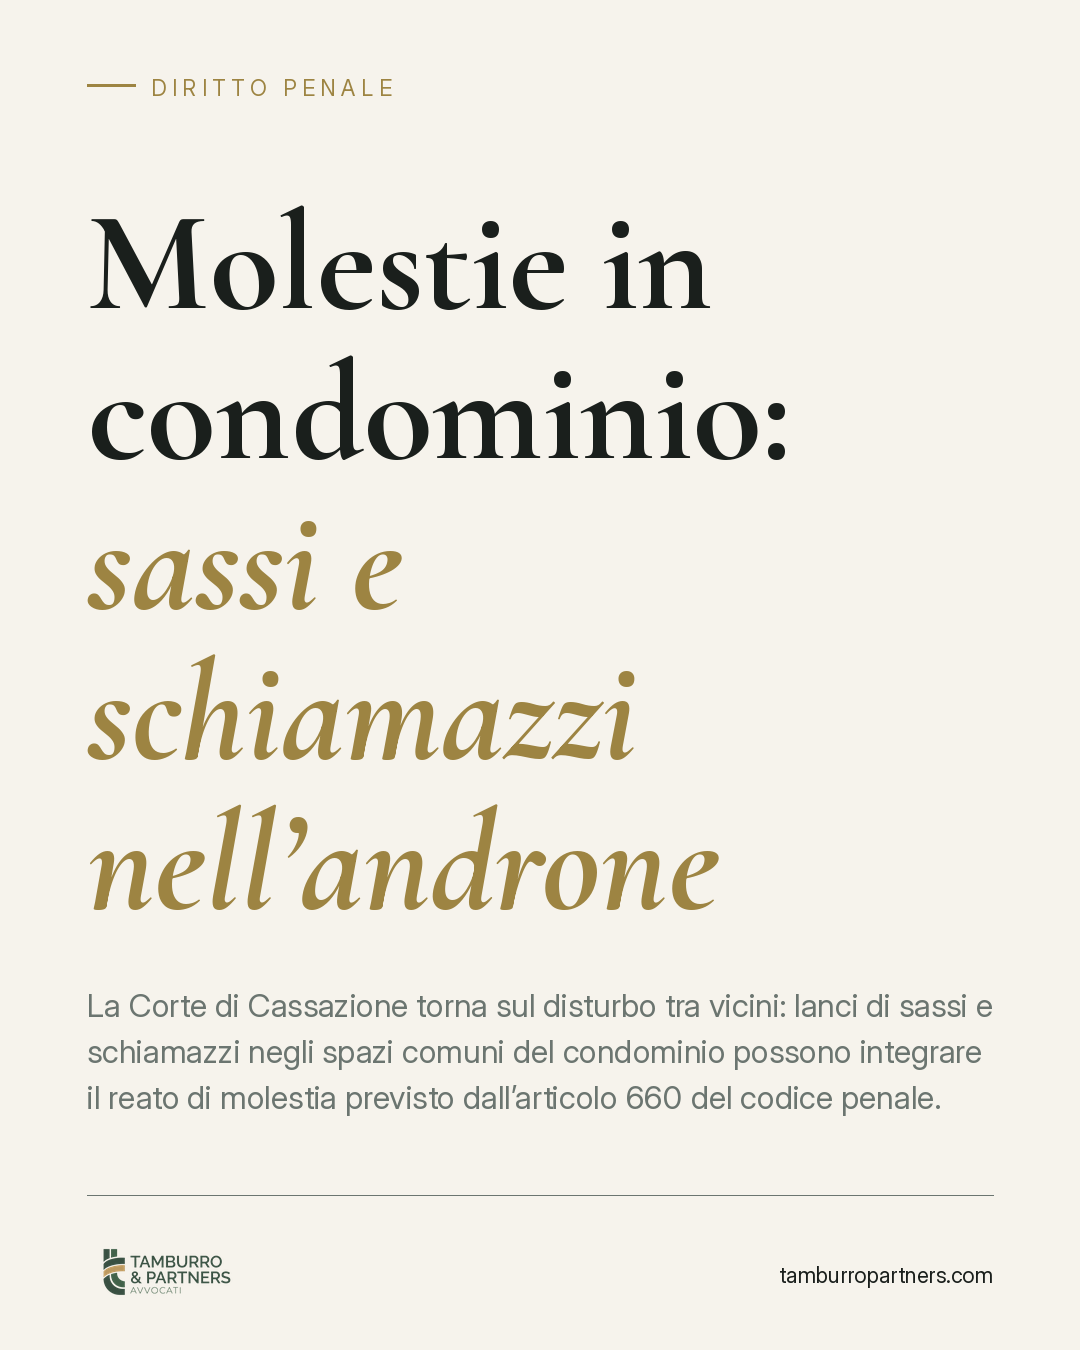 DIRITTO PENALE
Molestie in
condominio:
sassi e
schiamazzi
nell’androne
La Corte di Cassazione torna sul disturbo tra vicini: lanci di sassi e
schiamazzi negli spazi comuni del condominio possono integrare
il reato di molestia previsto dall’articolo 660 del codice penale.
TAMBURRO
& PARTNERS
AVVOCATI
tamburropartners.com